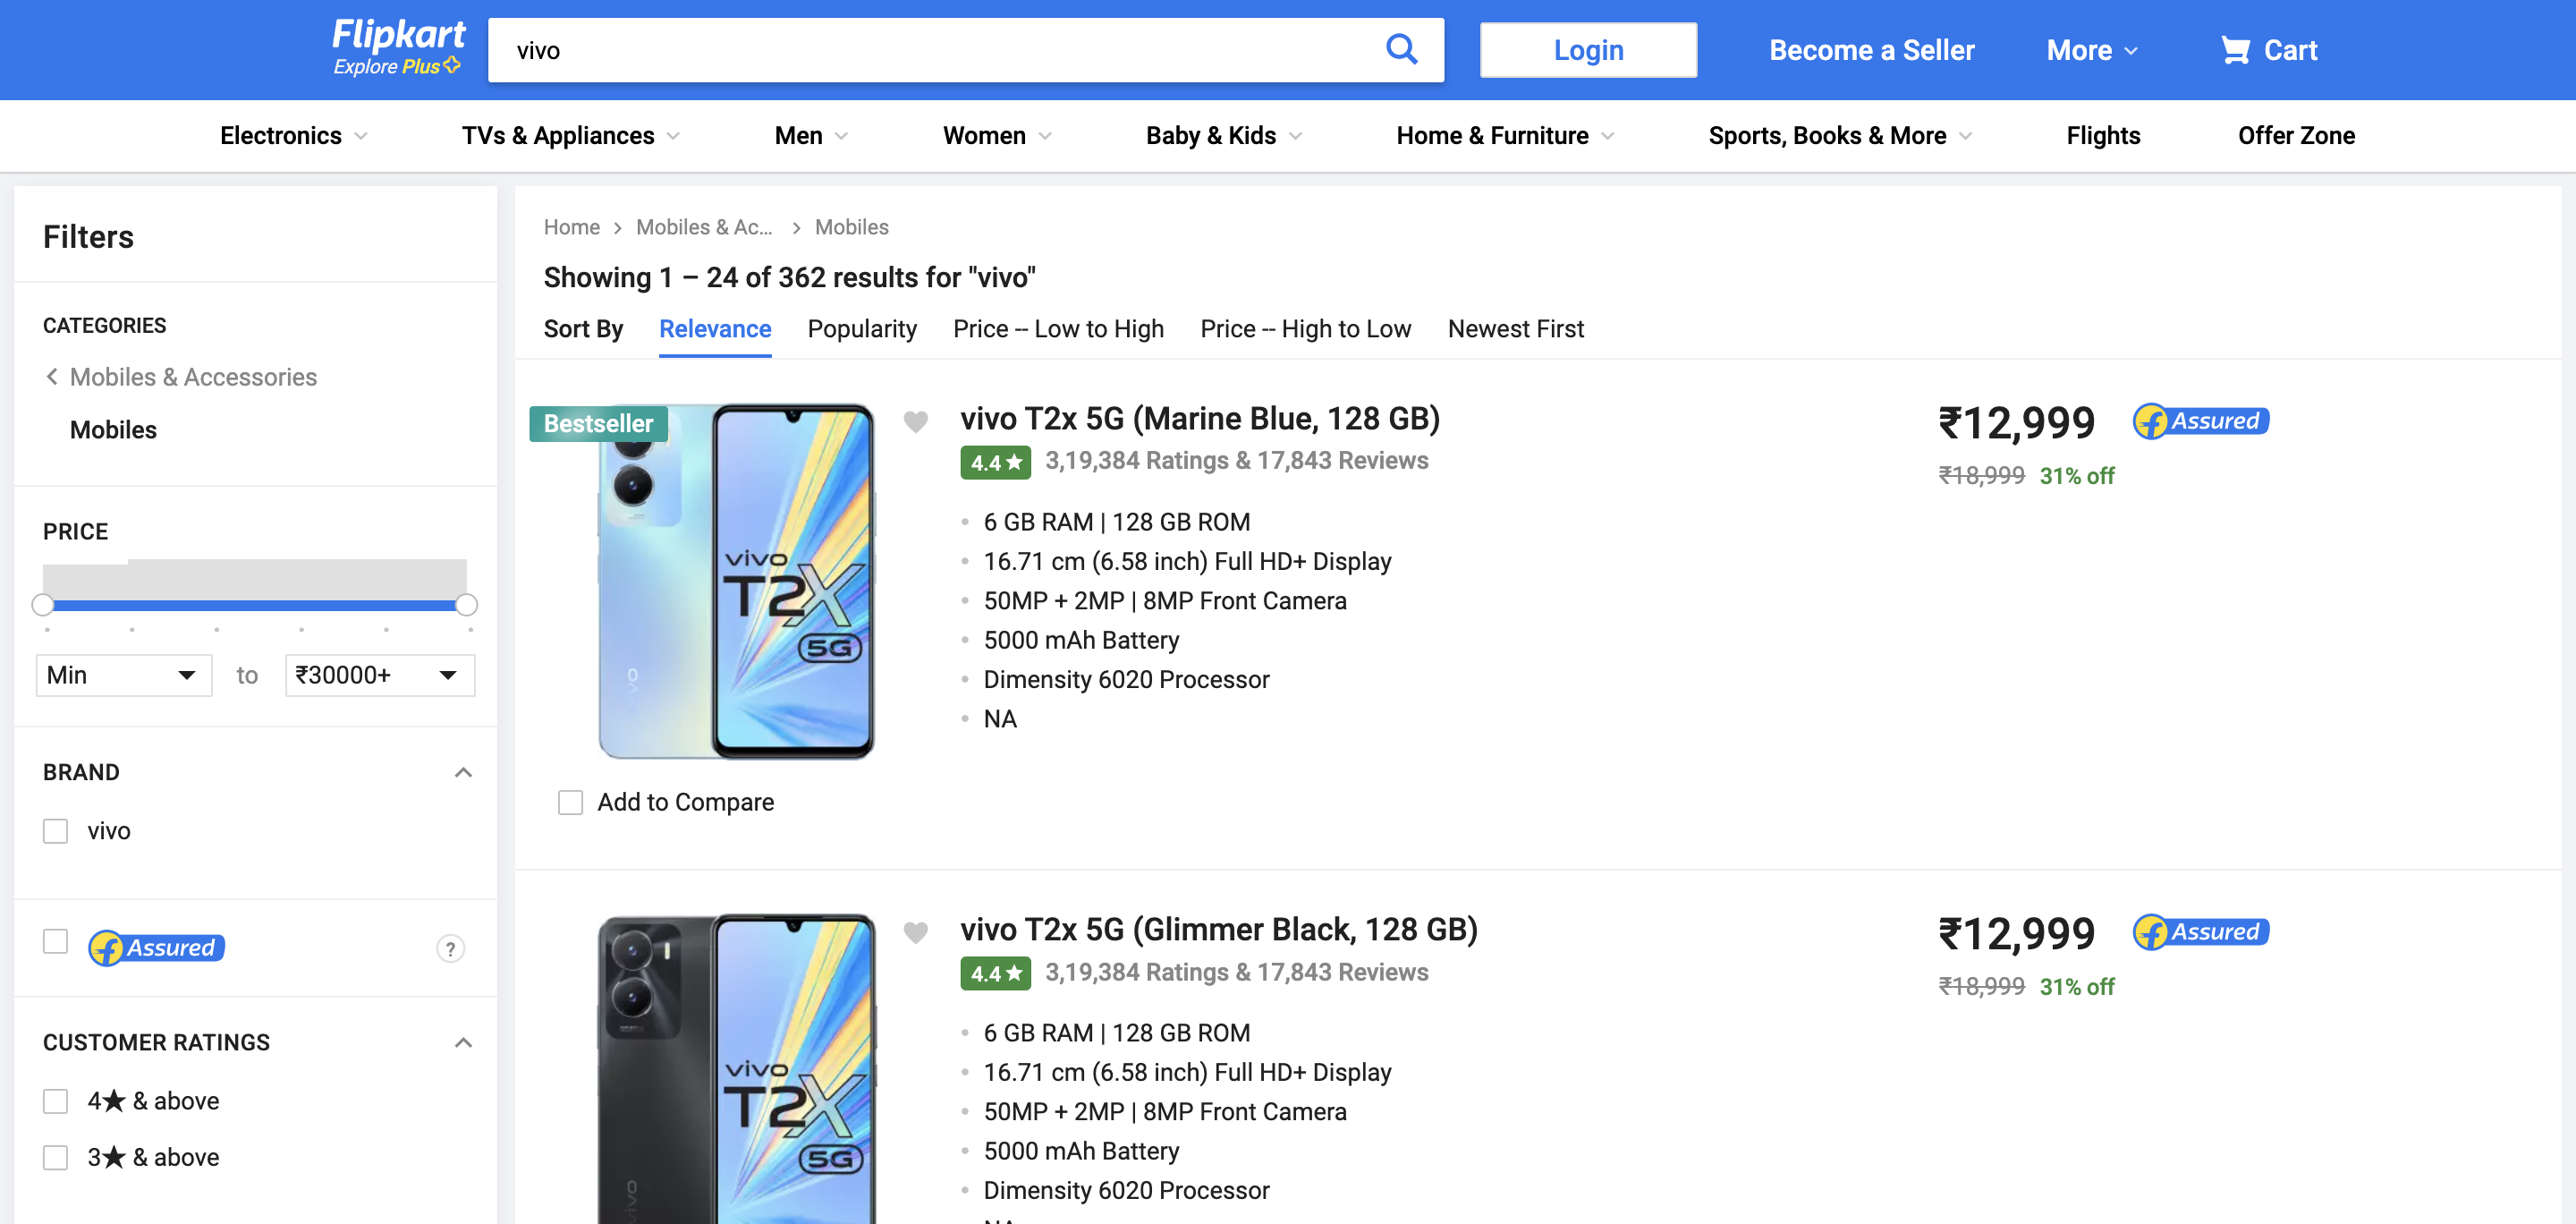 Flipkart
Explore Plus
vivo
Login
Become a Seller
More
Cart
Electronics
TVs & Appliances
Men
Women
Baby & Kids
Home & Furniture
Sports, Books & More
Flights
Offer Zone
Filters
CATEGORIES
Mobiles & Accessories
Mobiles
PRICE
Min
to
₹30000+
BRAND
vivo
Assured
?
CUSTOMER RATINGS
4★ & above
3★ & above
Home > Mobiles & Ac... > Mobiles
Showing 1 – 24 of 362 results for "vivo"
Sort By Relevance Popularity Price -- Low to High Price -- High to Low Newest First
Bestseller
vivo
T2X
5G
vivo
Add to Compare
vivo T2x 5G (Marine Blue, 128 GB)
4.4★ 3,19,384 Ratings & 17,843 Reviews
6 GB RAM | 128 GB ROM
16.71 cm (6.58 inch) Full HD+ Display
50MP + 2MP | 8MP Front Camera
5000 mAh Battery
Dimensity 6020 Processor
NA
₹12,999
Assured
₹18,999 31% off
vivo
T2X
5G
vivo
vivo T2x 5G (Glimmer Black, 128 GB)
4.4★ 3,19,384 Ratings & 17,843 Reviews
6 GB RAM | 128 GB ROM
16.71 cm (6.58 inch) Full HD+ Display
50MP + 2MP | 8MP Front Camera
5000 mAh Battery
Dimensity 6020 Processor
NA
₹12,999
Assured
₹18,999 31% off